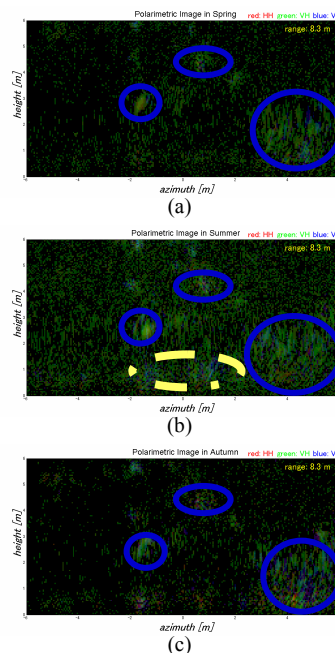 Polarimetric Image in Spring
red: HH green: VH blue: V
range: 8.3 m
height [m]
azimuth [m]
(a)
Polarimetric Image in Summer
red: HH green: VH blue: V
range: 8.3 m
height [m]
azimuth [m]
(b)
Polarimetric Image in Autumn
red: HH green: VH blue: V
range: 8.3 m
height [m]
azimuth [m]
(c)